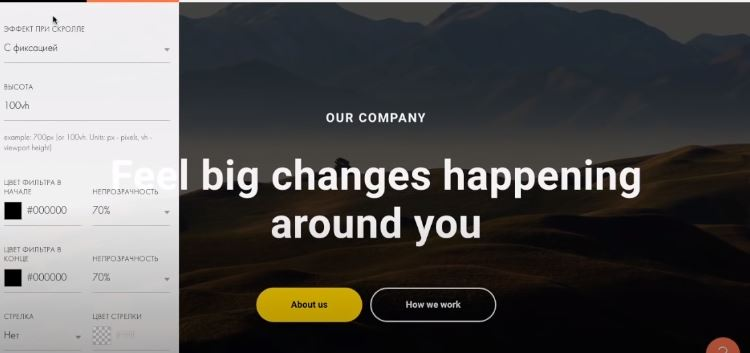 ЭФФЕКТ ПРИ СКРОЛЛЕ
С фиксацией
ВЫСОТА
100vh
example: 700px (or 100vh. Units: px - pixels, vh -
viewport height)
ЦВЕТ ФИЛЬТРА В
НАЧАЛЕ
НЕПРОЗРАЧНОСТЬ
#000000
70%
ЦВЕТ ФИЛЬТРА В
КОНЦЕ
НЕПРОЗРАЧНОСТЬ
#000000
70%
СТРЕЛКА
ЦВЕТ СТРЕЛКИ
Нет
OUR COMPANY
Feel big changes happening
around you
About us
How we work
?